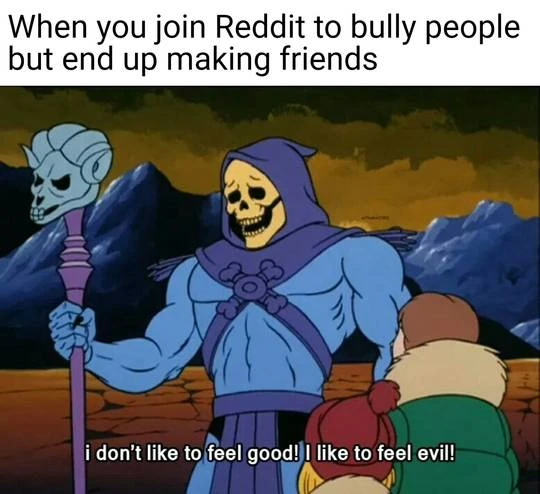 When you join Reddit to bully people
but end up making friends
i don't like to feel good! I like to feel evil!